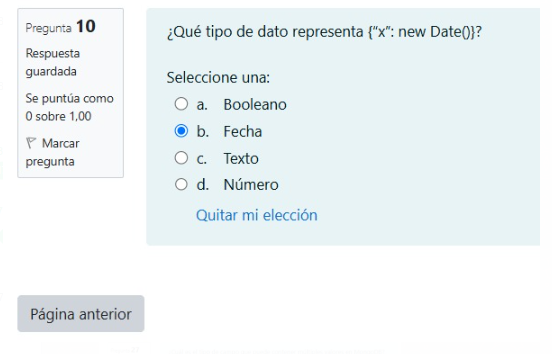 Pregunta 10
Respuesta
guardada
Se puntúa como
0 sobre 1,00
Marcar
pregunta
¿Qué tipo de dato representa {"x": new Date()}?
Seleccione una:
a. Booleano
b. Fecha
c. Texto
d. Número
Quitar mi elección
Página anterior